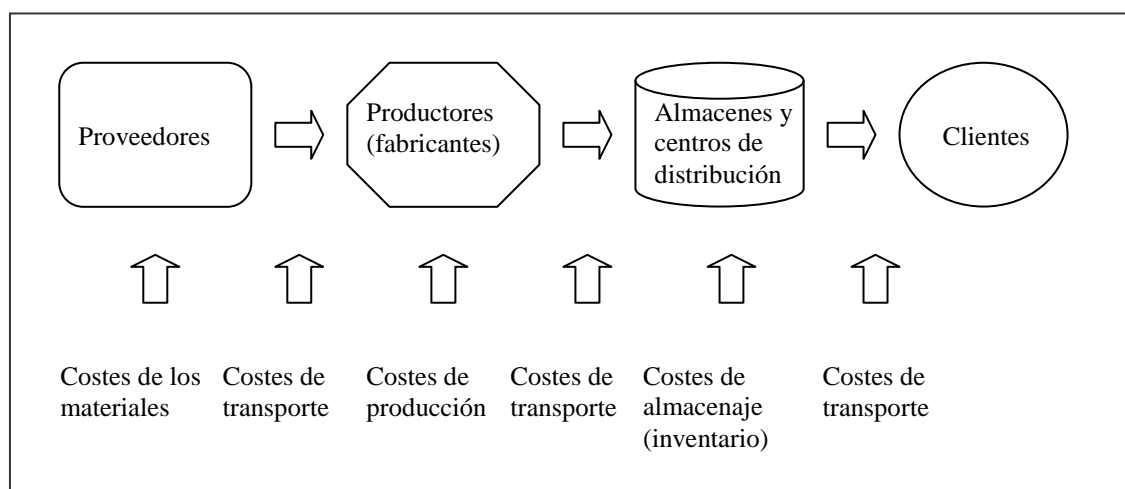 Proveedores
Productores
(fabricantes)
Almacenes y
centros de
distribución
Clientes
Costes de los
materiales
Costes de
transporte
Costes de
producción
Costes de
transporte
Costes de
almacenaje
(inventario)
Costes de
transporte